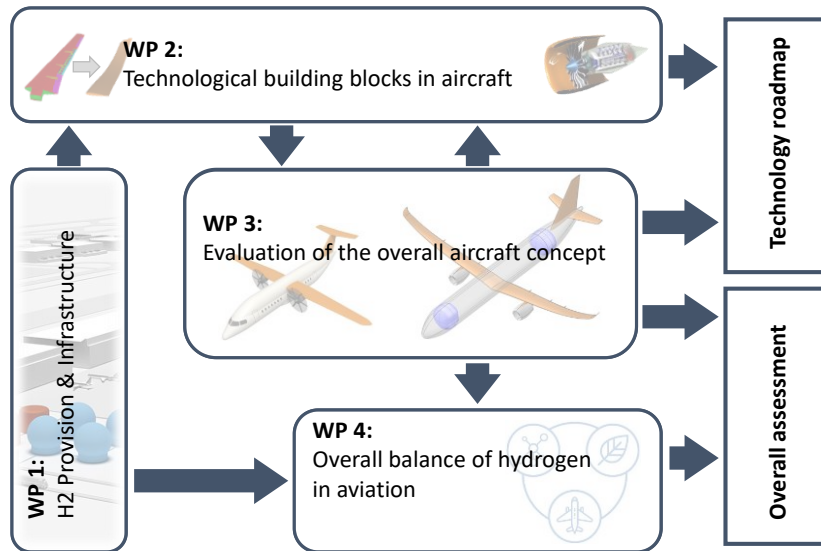 WP 2:
Technological building blocks in aircraft
WP 3:
Evaluation of the overall aircraft concept
WP 4:
Overall balance of hydrogen
in aviation
WP 1:
H2 Provision & Infrastructure
Technology roadmap
Overall assessment